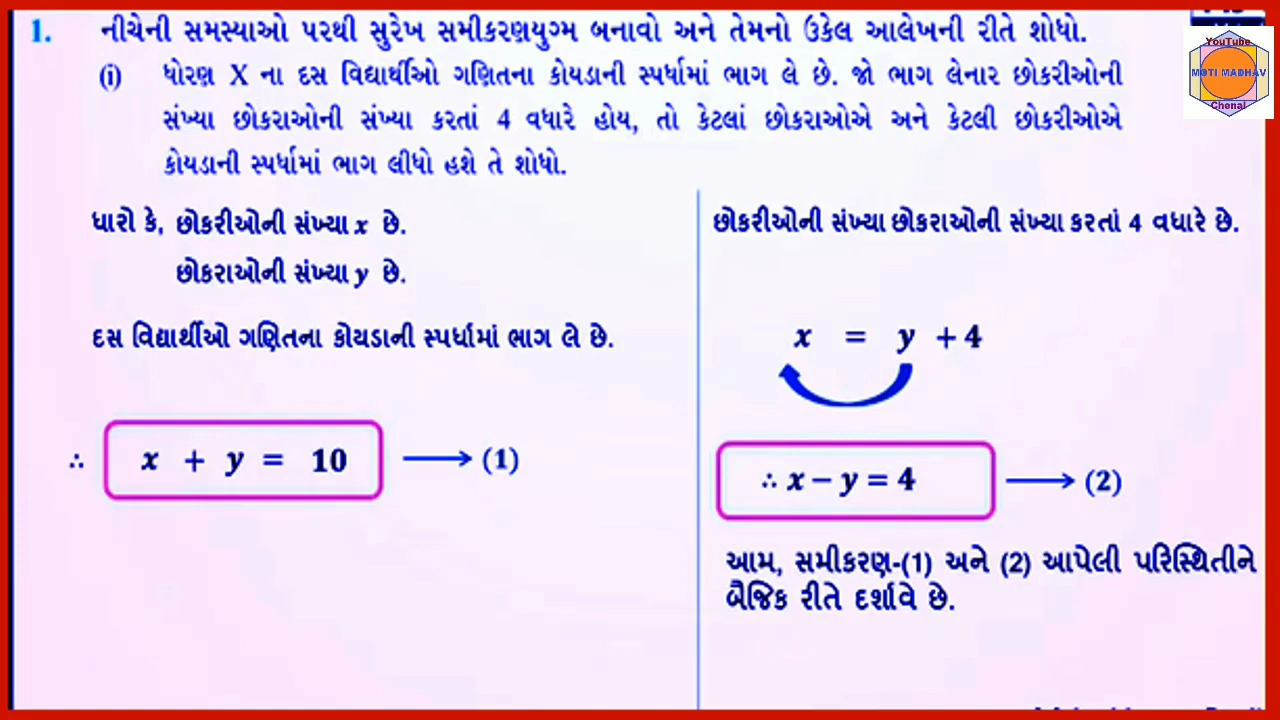 1. નીચેની સમસ્યાઓ પરથી સુરેખ સમીકરણયુગ્મ બનાવો અને તેમનો ઉકેલ આલેખની રીતે શોધો.
(i) ધોરણ X ના દસ વિદ્યાર્થીઓ ગણિતના કોયડાની સ્પર્ધામાં ભાગ લે છે. જો ભાગ લેનાર છોકરીઓની
સંખ્યા છોકરાઓની સંખ્યા કરતાં 4 વધારે હોય, તો કેટલાં છોકરાઓએ અને કેટલી છોકરીઓએ
કોયડાની સ્પર્ધામાં ભાગ લીધો હશે તે શોધો.
YouTube
MOTI MADHAV
Chenal
ધારો કે, છોકરીઓની સંખ્યા x છે.
છોકરાઓની સંખ્યા y છે.
દસ વિદ્યાર્થીઓ ગણિતના કોયડાની સ્પર્ધામાં ભાગ લે છે.
∴ x + y = 10 ⟶ (1)
છોકરીઓની સંખ્યા છોકરાઓની સંખ્યા કરતાં 4 વધારે છે.
x = y + 4
∴ x − y = 4 ⟶ (2)
આમ, સમીકરણ-(1) અને (2) આપેલી પરિસ્થિતીને
બૈજિક રીતે દર્શાવે છે.